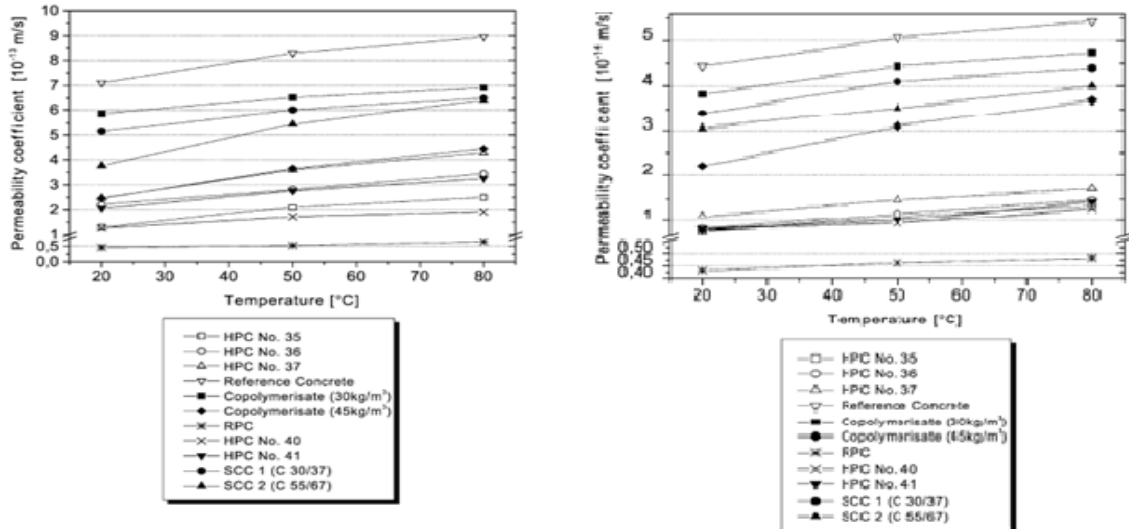 Permeability coefficient [10⁻¹³ m/s]
10
9
8
7
6
5
4
3
2
1
0,5
0,0
20 30 40 50 60 70 80
Temperature [°C]
HPC No. 35
HPC No. 36
HPC No. 37
Reference Concrete
Copolymerisate (30kg/m³)
Copolymerisate (45kg/m³)
RPC
HPC No. 40
HPC No. 41
SCC 1 (C 30/37)
SCC 2 (C 55/67)
Permeability coefficient [10⁻¹⁴ m/s]
5
4
3
2
1
0,50
0,45
0,40
20 30 40 50 60 70 80
Temperature [°C]
HPC No. 35
HPC No. 36
HPC No. 37
Reference Concrete
Copolymerisate (30kg/m³)
Copolymerisate (45kg/m³)
RPC
HPC No. 40
HPC No. 41
SCC 1 (C 30/37)
SCC 2 (C 55/67)